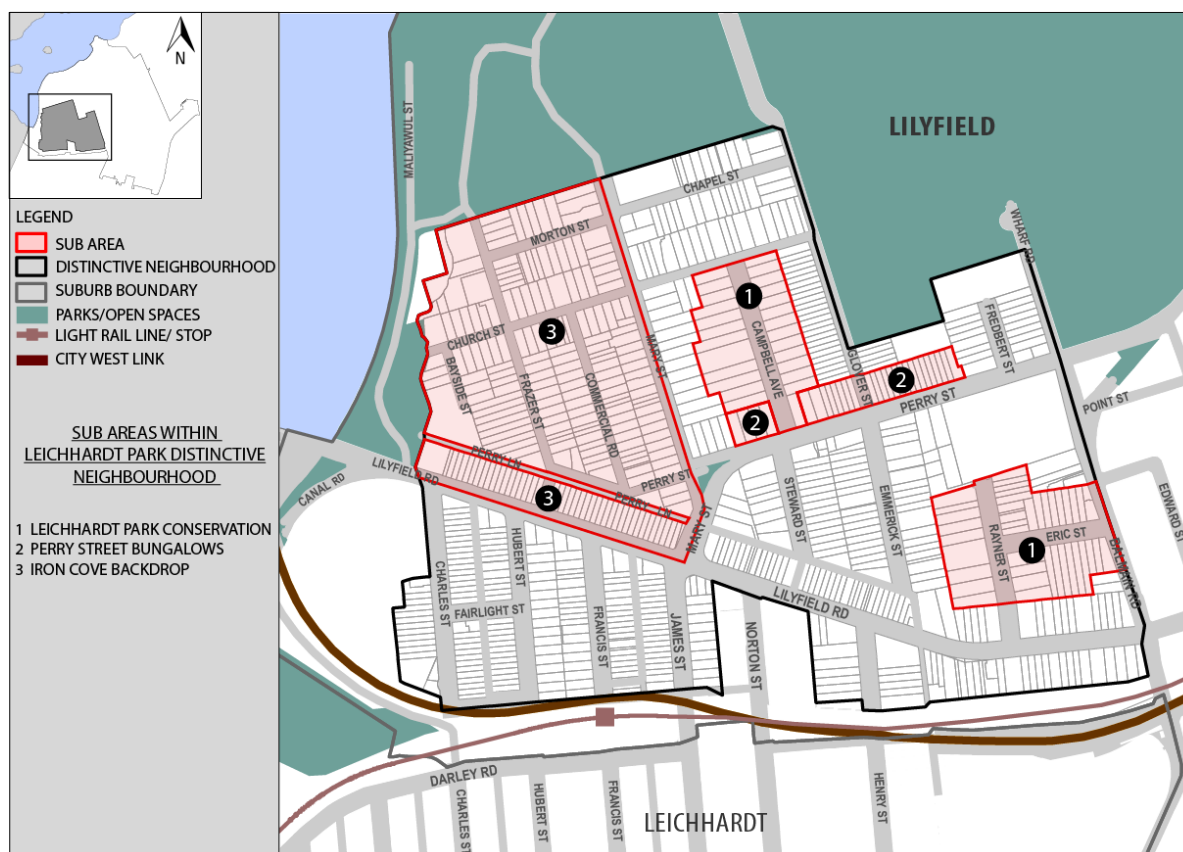 N
LEGEND
SUB AREA
DISTINCTIVE NEIGHBOURHOOD
SUBURB BOUNDARY
PARKS/OPEN SPACES
LIGHT RAIL LINE/ STOP
CITY WEST LINK
SUB AREAS WITHIN
LEICHHARDT PARK DISTINCTIVE
NEIGHBOURHOOD
1 LEICHHARDT PARK CONSERVATION
2 PERRY STREET BUNGALOWS
3 IRON COVE BACKDROP
MALIYAWUL ST
LILYFIELD
CHAPEL ST
MORTON ST
WHARF RD
1
CHURCH ST
3
MARY ST
CAMPBELL AVE
FREDBERT ST
BAYSIDE ST
FRAZER ST
COMMERCIAL RD
GLOVER ST
2
PERRY ST
2
POINT ST
PERRY LN
LILYFIELD RD
CANAL RD
PERRY ST
3
PERRY LN
MARY ST
STEWARD ST
EMMERICK ST
EDWARD ST
RAYNER ST
ERIC ST
1
BALMAIN RD
HUBERT ST
CHARLES ST
FAIRLIGHT ST
FRANCIS ST
JAMES ST
NORTON ST
LILYFIELD RD
DARLEY RD
CHARLES ST
HUBERT ST
FRANCIS ST
HENRY ST
LEICHHARDT